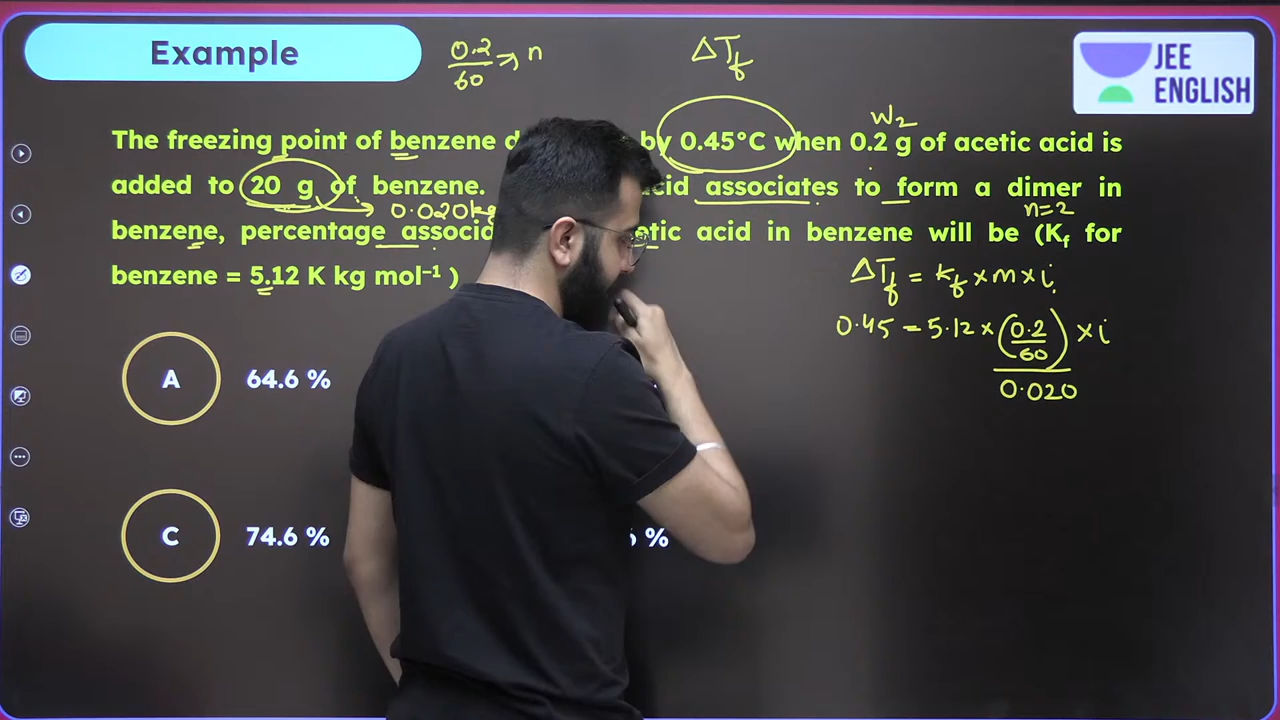 Example
0.2/60 → n
ΔTf
JEE
ENGLISH
W2
The freezing point of benzene by 0.45°C when 0.2 g of acetic acid is
added to 20 g of benzene. associates to form a dimer in
0.020kg
n=2
benzene, percentage acid in benzene will be (Kf for
benzene = 5.12 K kg mol⁻¹ )
ΔTf = Kf × m × i
0.45 = 5.12 × (0.2/60)/0.020 × i
A 64.6 %
C 74.6 %
%